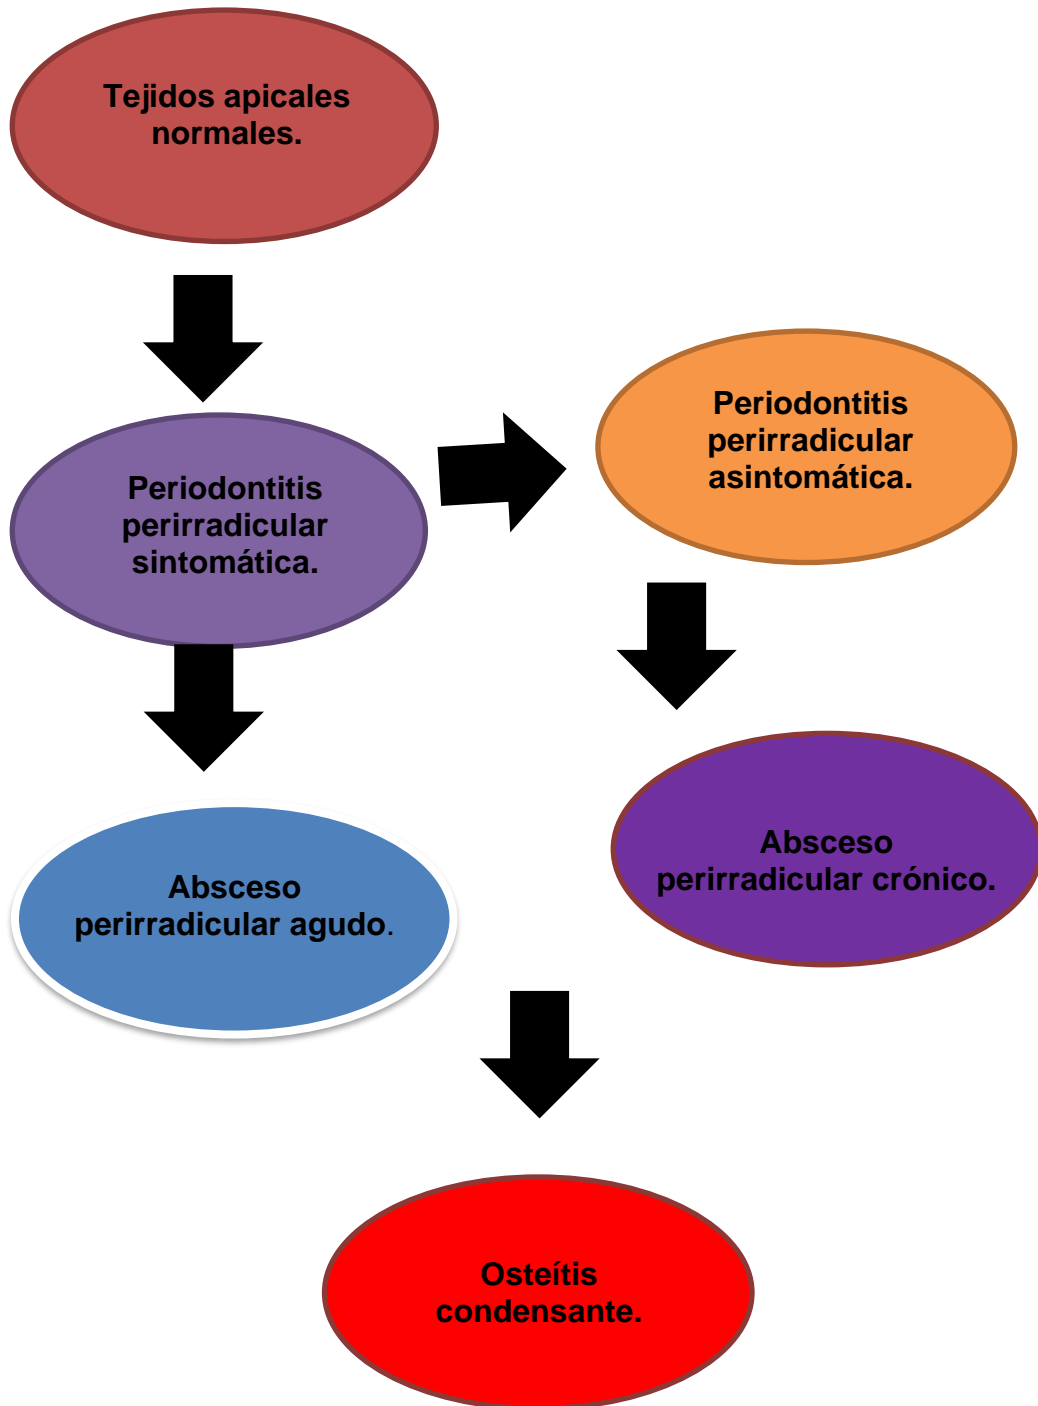 Tejidos apicales
normales.
Periodontitis
perirradicular
sintomática.
Periodontitis
perirradicular
asintomática.
Absceso
perirradicular agudo.
Absceso
perirradicular crónico.
Osteítis
condensante.